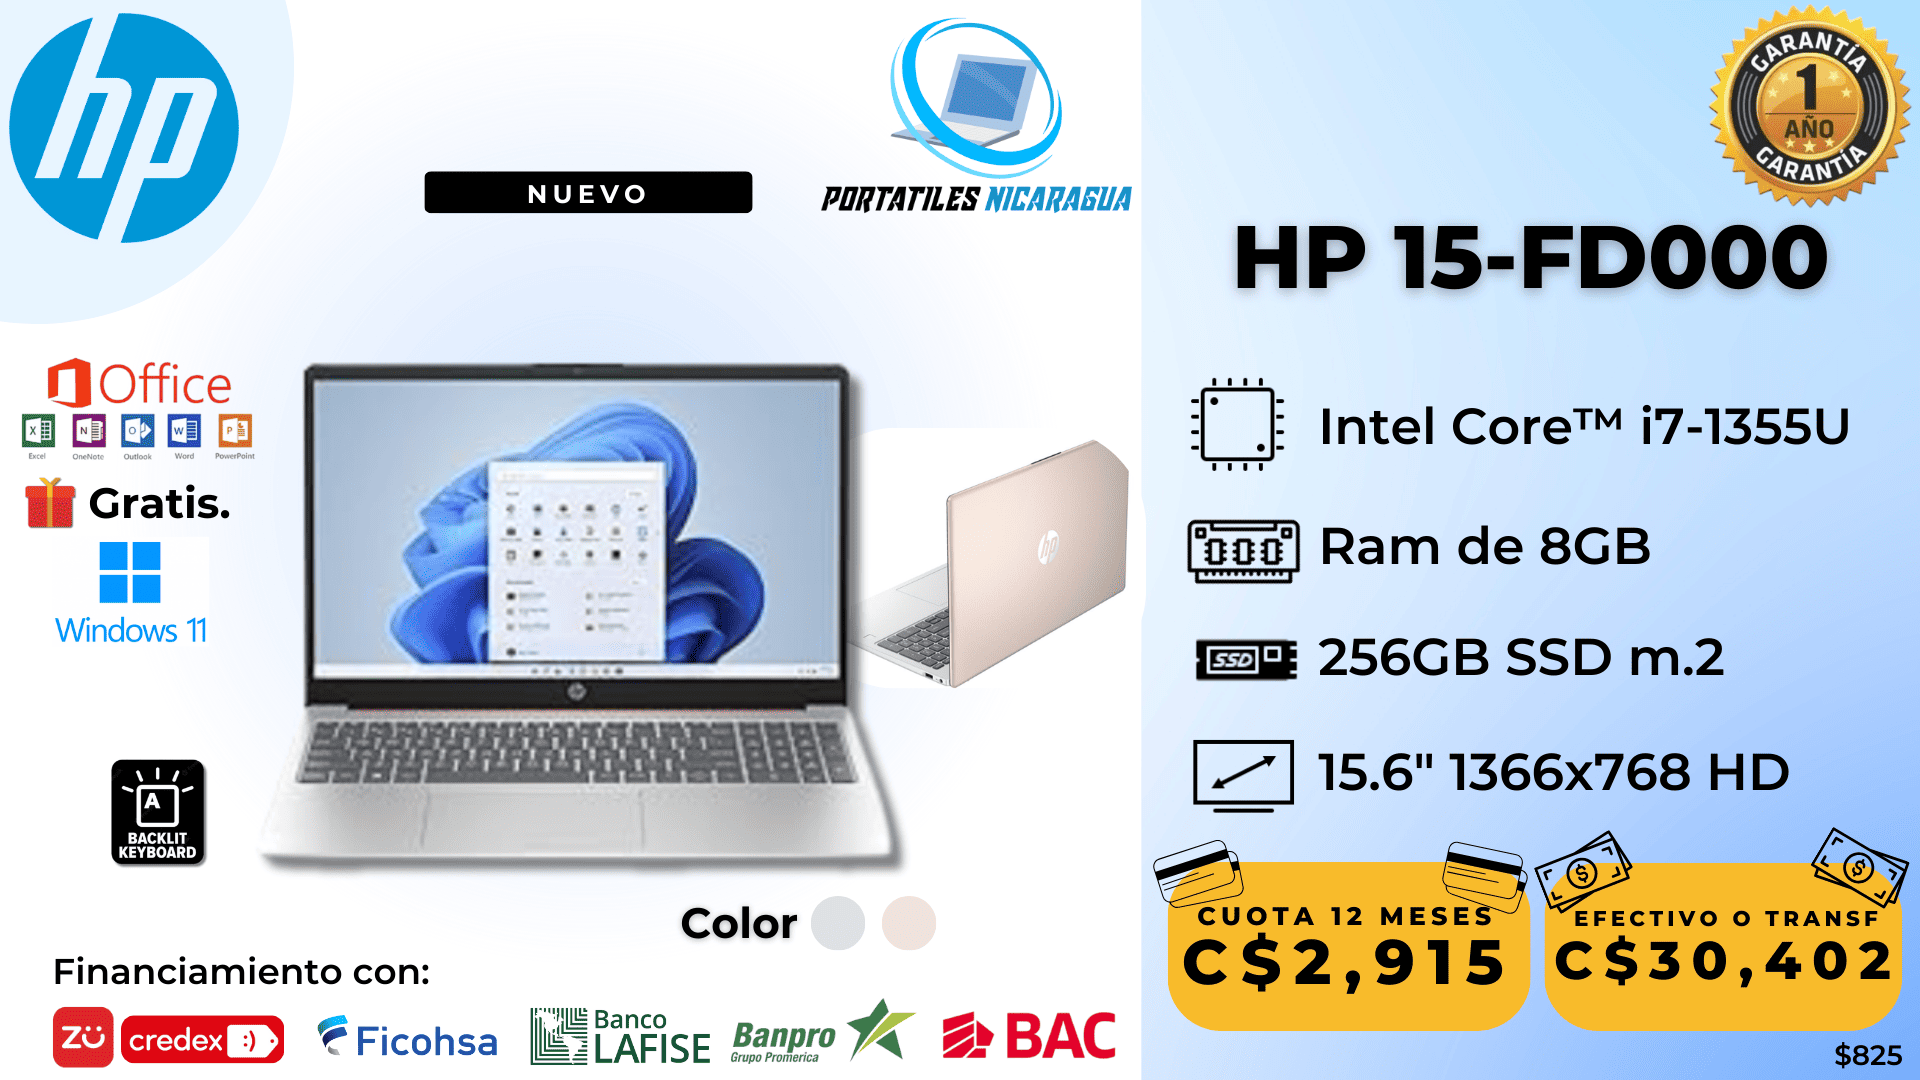 hp
NUEVO
PORTATILES NICARAGUA
GARANTÍA
1
AÑO
GARANTÍA
HP 15-FD000
Office
Excel
OneNote
Outlook
Word
PowerPoint
Gratis.
Windows 11
hp
hp
A
BACKLIT
KEYBOARD
Intel Core™ i7-1355U
Ram de 8GB
SSD
256GB SSD m.2
15.6" 1366x768 HD
Color
CUOTA 12 MESES
C$2,915
EFECTIVO O TRANSF
C$30,402
$825
Financiamiento con:
ZU
credex
Ficohsa
Banco
LAFISE
Banpro
Grupo Promerica
BAC